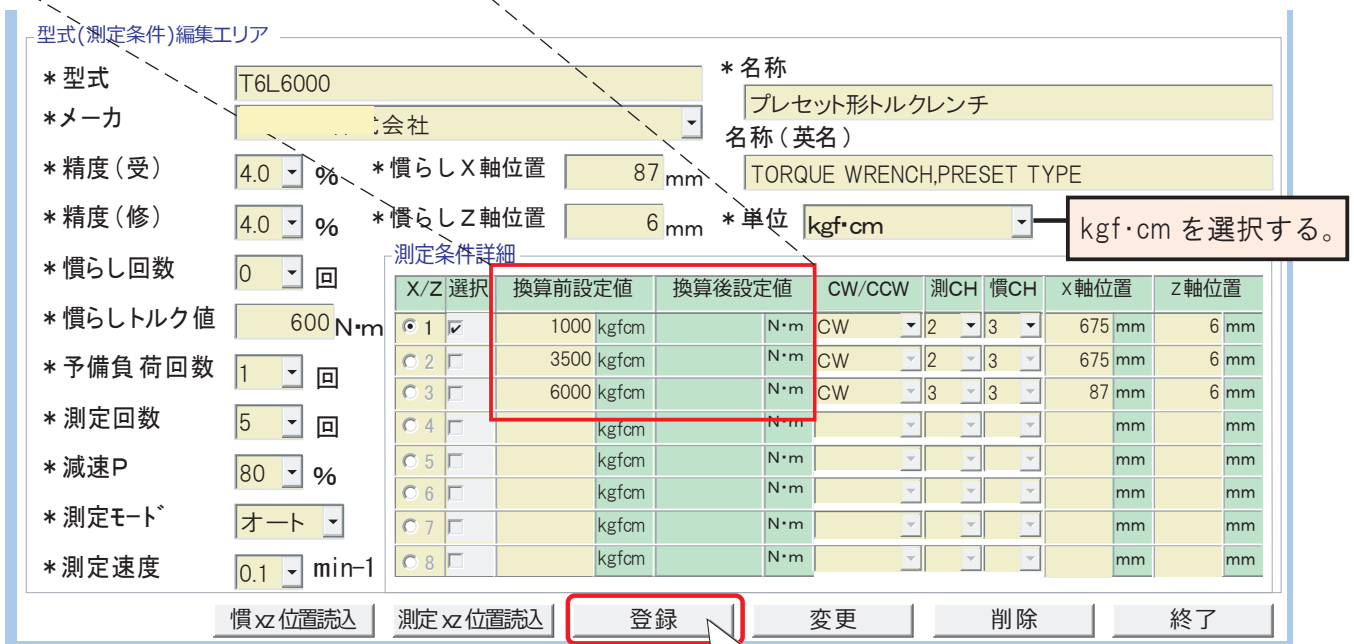 型式(測定条件)編集エリア
＊型式 T6L6000 ＊名称 プレセット形トルクレンチ
＊メーカ 式会社 名称(英名) TORQUE WRENCH,PRESET TYPE
＊精度(受) 4.0 % ＊慣らしX軸位置 87 mm
＊精度(修) 4.0 % ＊慣らしZ軸位置 6 mm ＊単位 kgf・cm kgf・cm を選択する。
＊慣らし回数 0 回
＊慣らしトルク値 600 N・m
＊予備負荷回数 1 回
＊測定回数 5 回
＊減速P 80 %
＊測定ﾓｰﾄﾞ オート
＊測定速度 0.1 min-1
測定条件詳細
X/Z 選択 換算前設定値 換算後設定値 CW/CCW 測CH 慣CH X軸位置 Z軸位置
1 1000 kgfcm N・m CW 2 3 675 mm 6 mm
2 3500 kgfcm N・m CW 2 3 675 mm 6 mm
3 6000 kgfcm N・m CW 3 3 87 mm 6 mm
4 kgfcm N・m mm mm
5 kgfcm N・m mm mm
6 kgfcm N・m mm mm
7 kgfcm N・m mm mm
8 kgfcm N・m mm mm
慣xz位置読込 測定xz位置読込 登録 変更 削除 終了